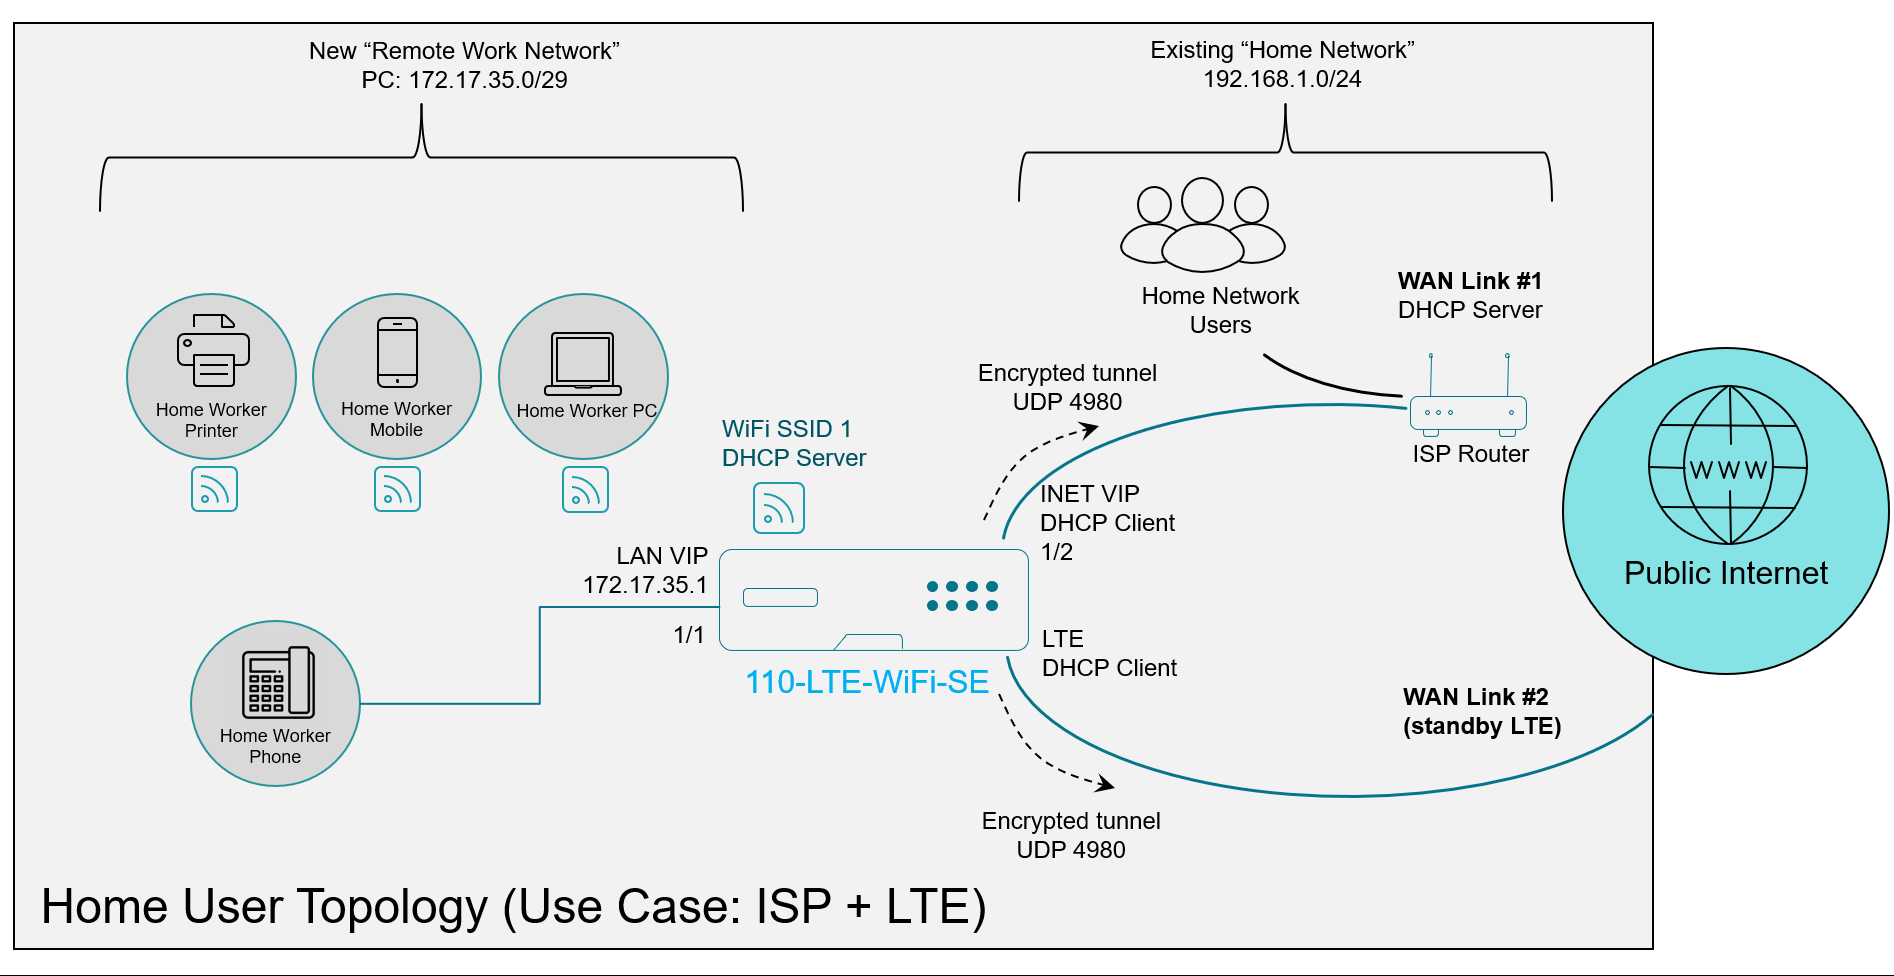 New “Remote Work Network”
PC: 172.17.35.0/29
Existing “Home Network”
192.168.1.0/24
Home Network
Users
WAN Link #1
DHCP Server
Home Worker
Printer
Home Worker
Mobile
Home Worker PC
Encrypted tunnel
UDP 4980
WiFi SSID 1
DHCP Server
ISP Router
WWW
Public Internet
INET VIP
DHCP Client
1/2
LAN VIP
172.17.35.1
1/1
LTE
DHCP Client
110-LTE-WiFi-SE
WAN Link #2
(standby LTE)
Home Worker
Phone
Encrypted tunnel
UDP 4980
Home User Topology (Use Case: ISP + LTE)